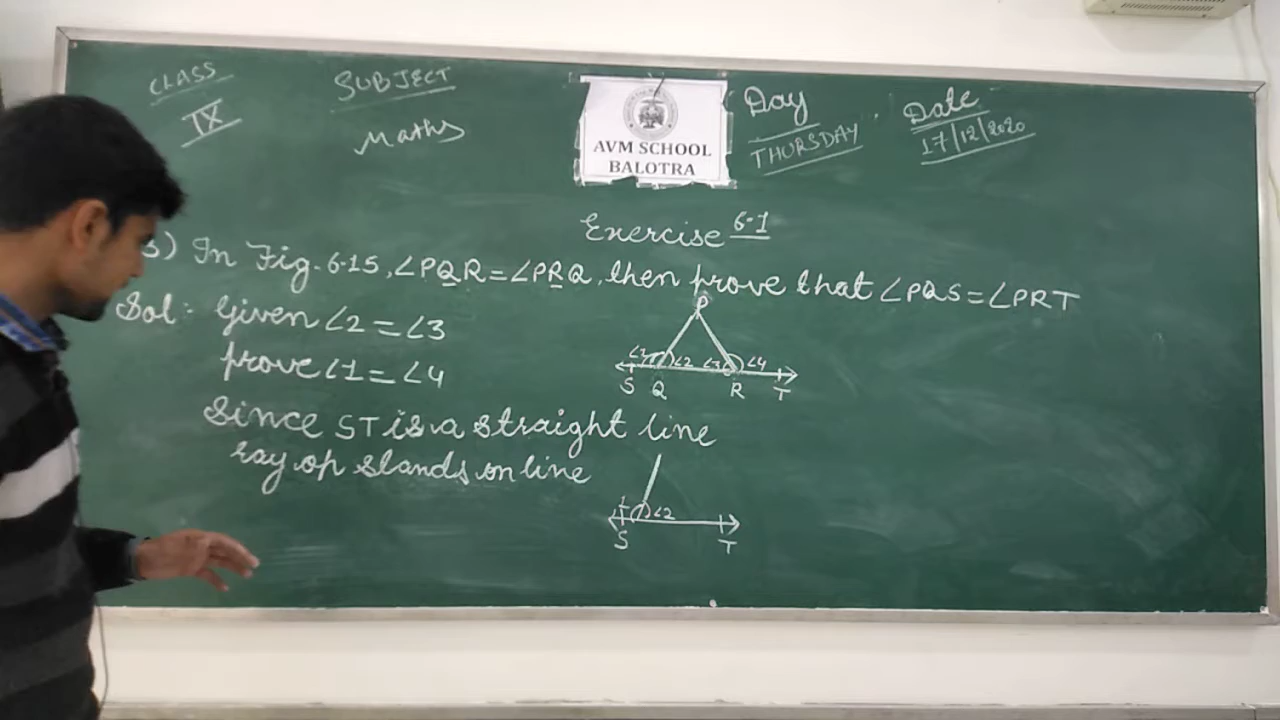 CLASS
IX
SUBJECT
Maths
AVM SCHOOL
BALOTRA
Day
THURSDAY
Date
17/12/2020
Exercise 6.1
3) In Fig. 6.15, ∠PQR=∠PRQ, then prove that ∠PQS=∠PRT
Sol:- Given ∠2=∠3
prove ∠1=∠4
P
∠2 ∠3 ∠4
S Q R T
Since ST is a straight line
ray op stands on line
∠2
S T